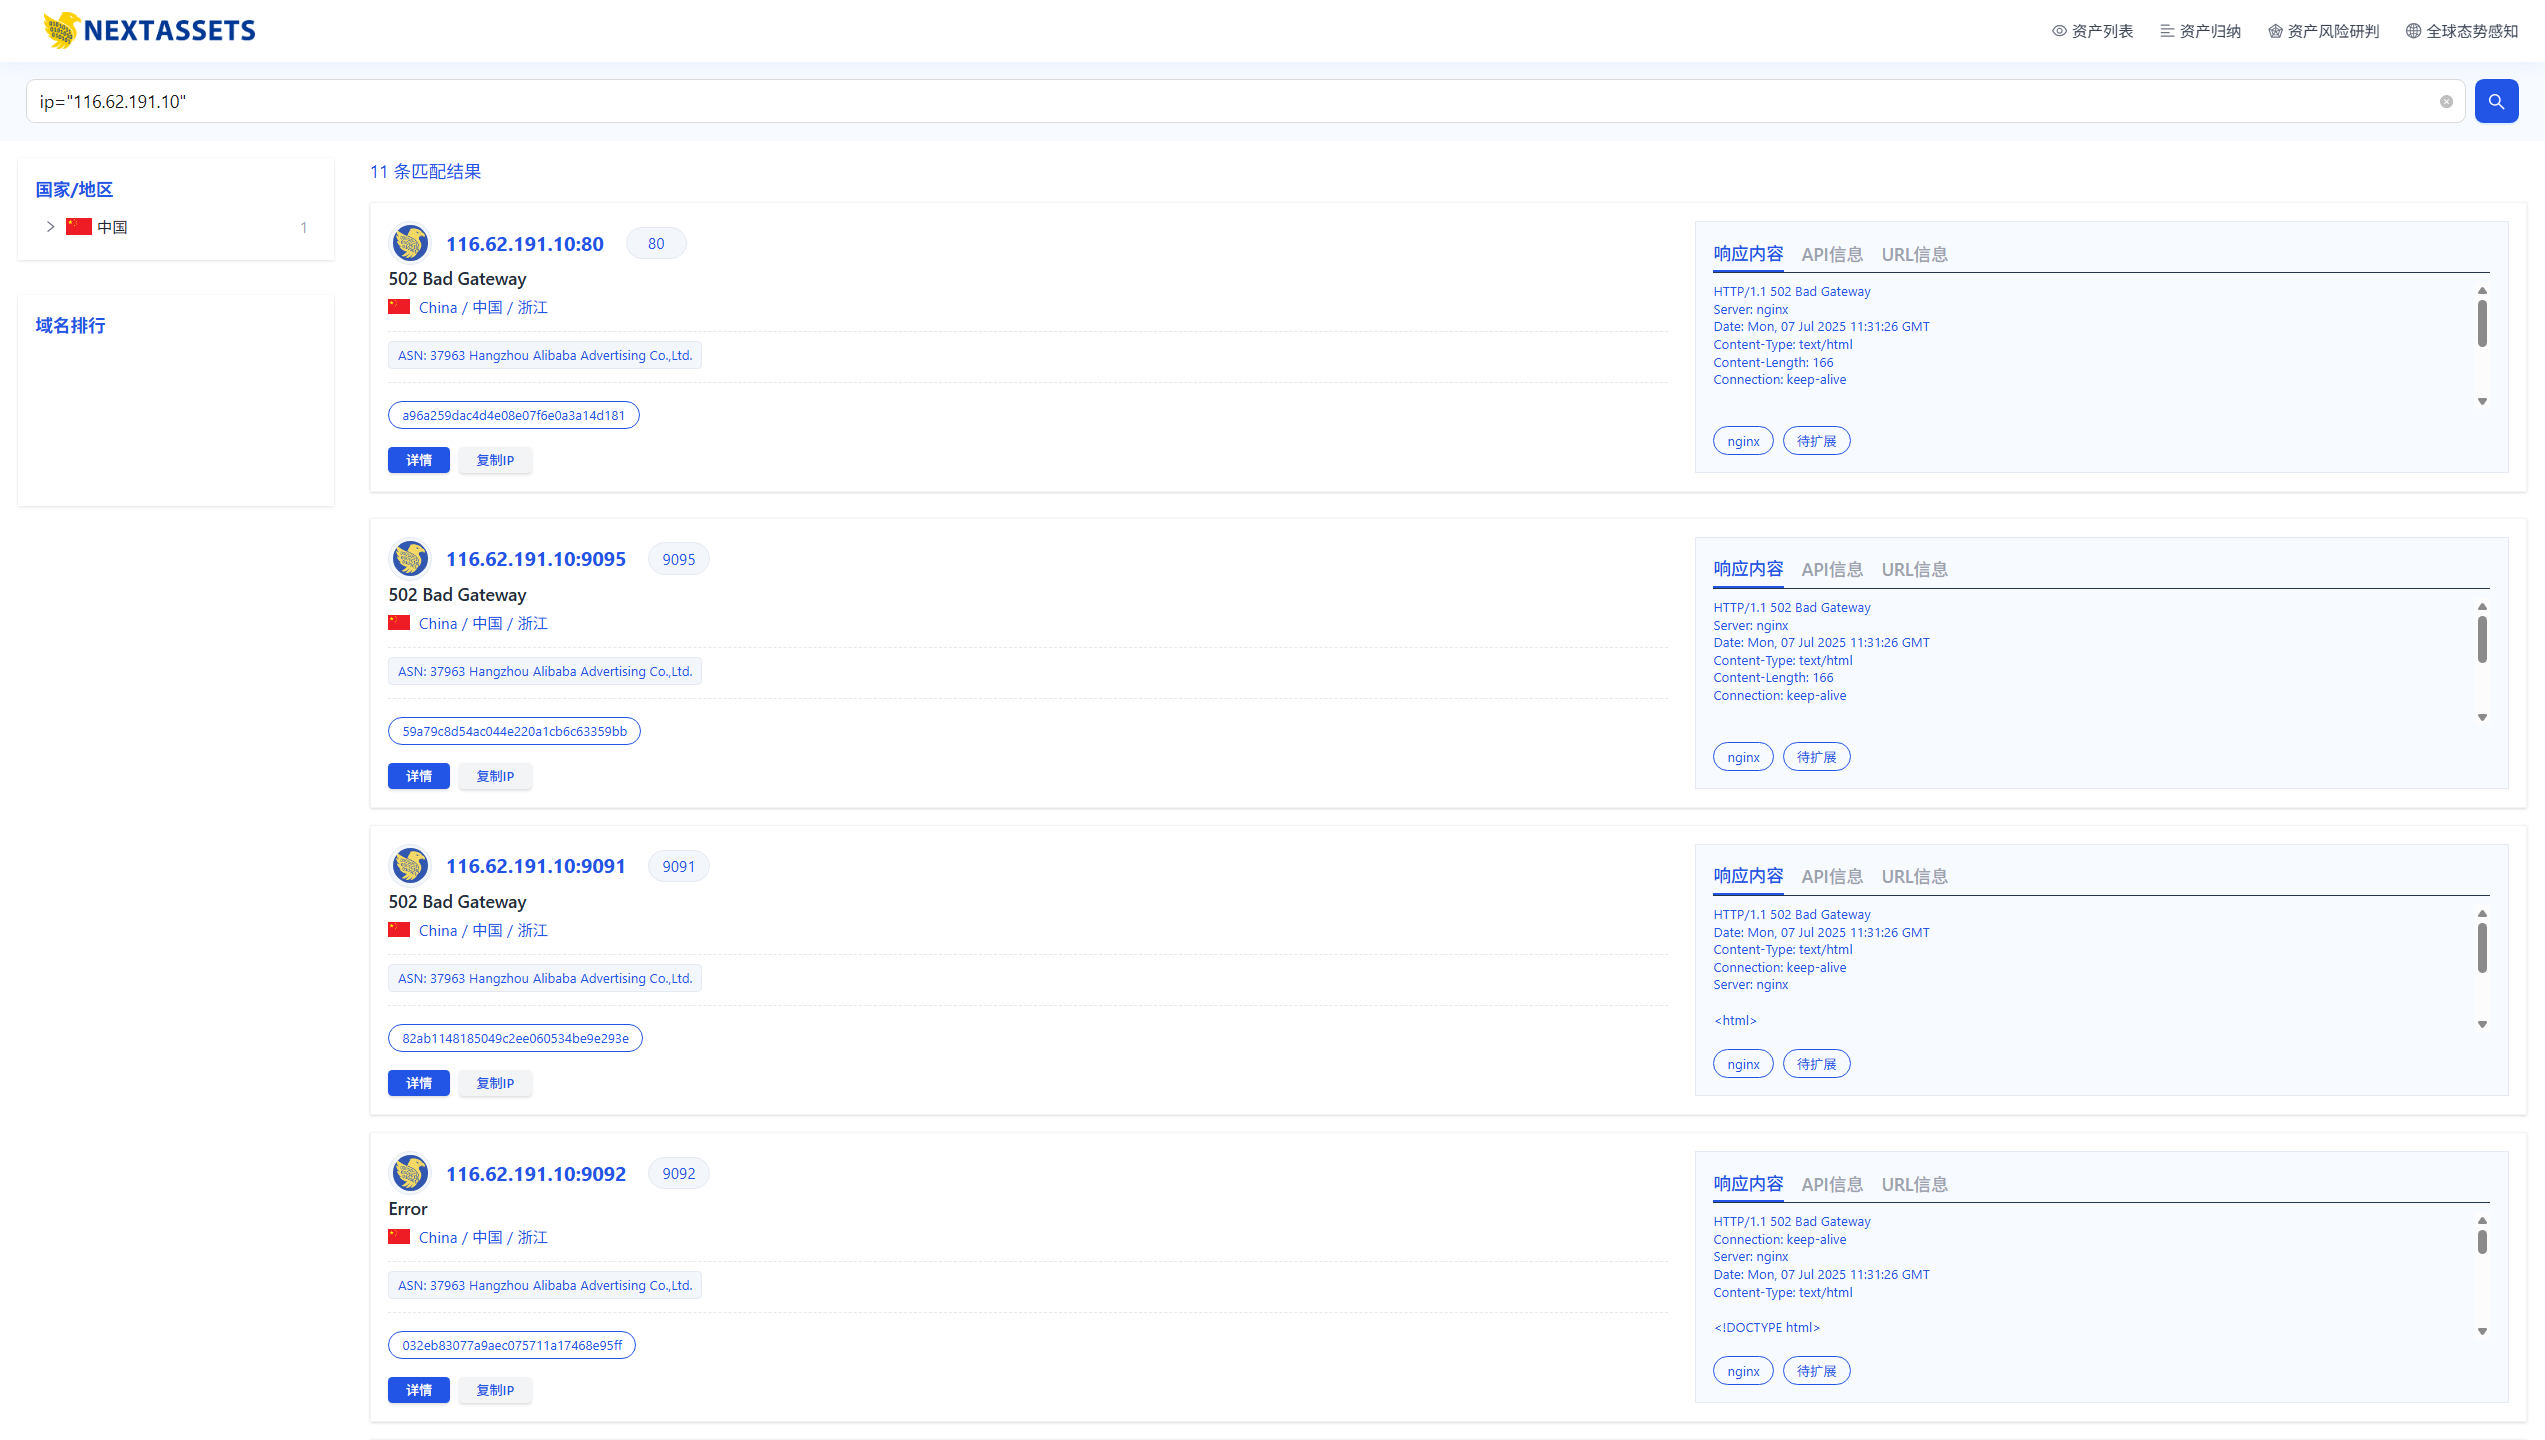 NEXTASSETS
资产列表
资产归纳
资产风险研判
全球态势感知
ip="116.62.191.10"
国家/地区
中国 1
域名排行
11 条匹配结果
116.62.191.10:80 80
502 Bad Gateway
China / 中国 / 浙江
ASN: 37963 Hangzhou Alibaba Advertising Co.,Ltd.
a96a259dac4d4e08e07f6e0a3a14d181
详情 复制IP
响应内容 API信息 URL信息
HTTP/1.1 502 Bad Gateway
Server: nginx
Date: Mon, 07 Jul 2025 11:31:26 GMT
Content-Type: text/html
Content-Length: 166
Connection: keep-alive
nginx 待扩展
116.62.191.10:9095 9095
502 Bad Gateway
China / 中国 / 浙江
ASN: 37963 Hangzhou Alibaba Advertising Co.,Ltd.
59a79c8d54ac044e220a1cb6c63359bb
详情 复制IP
响应内容 API信息 URL信息
HTTP/1.1 502 Bad Gateway
Server: nginx
Date: Mon, 07 Jul 2025 11:31:26 GMT
Content-Type: text/html
Content-Length: 166
Connection: keep-alive
nginx 待扩展
116.62.191.10:9091 9091
502 Bad Gateway
China / 中国 / 浙江
ASN: 37963 Hangzhou Alibaba Advertising Co.,Ltd.
82ab1148185049c2ee060534be9e293e
详情 复制IP
响应内容 API信息 URL信息
HTTP/1.1 502 Bad Gateway
Date: Mon, 07 Jul 2025 11:31:26 GMT
Content-Type: text/html
Connection: keep-alive
Server: nginx
<html>
nginx 待扩展
116.62.191.10:9092 9092
Error
China / 中国 / 浙江
ASN: 37963 Hangzhou Alibaba Advertising Co.,Ltd.
032eb83077a9aec075711a17468e95ff
详情 复制IP
响应内容 API信息 URL信息
HTTP/1.1 502 Bad Gateway
Connection: keep-alive
Server: nginx
Date: Mon, 07 Jul 2025 11:31:26 GMT
Content-Type: text/html
<!DOCTYPE html>
nginx 待扩展